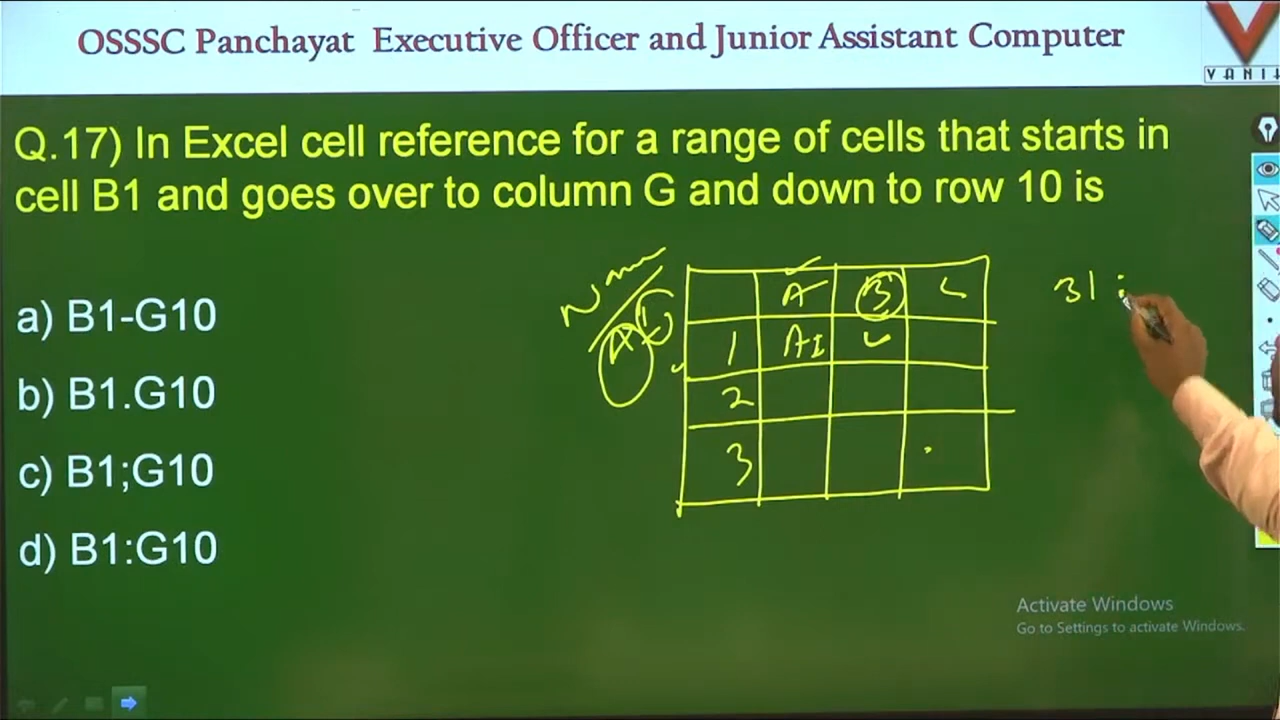 OSSSC Panchayat Executive Officer and Junior Assistant Computer
VANI
Q.17) In Excel cell reference for a range of cells that starts in
cell B1 and goes over to column G and down to row 10 is
a) B1-G10
b) B1.G10
c) B1;G10
d) B1:G10
A B
1 A1
2
3
Activate Windows
Go to Settings to activate Windows.